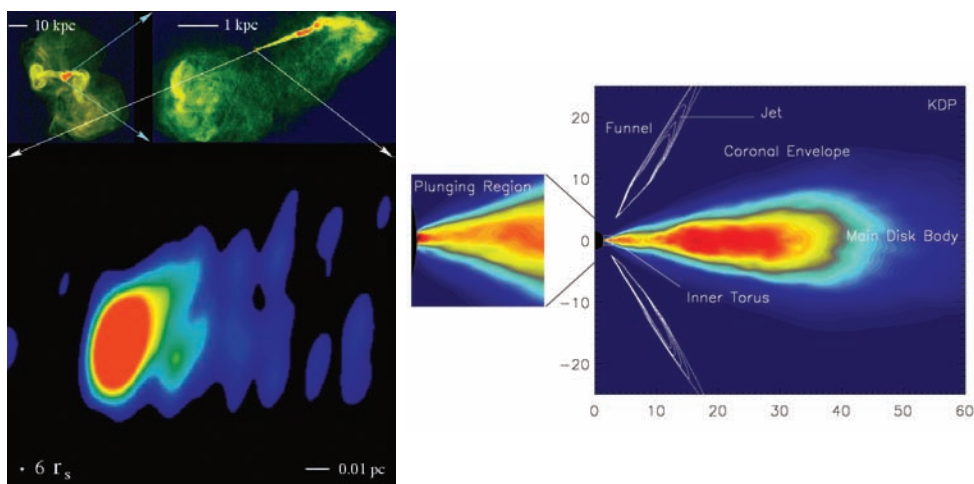 10 kpc
1 kpc
6 rs
0.01 pc
Plunging Region
KDP
Funnel
Jet
Coronal Envelope
Main Disk Body
Inner Torus
20
10
0
-10
-20
0 10 20 30 40 50 60